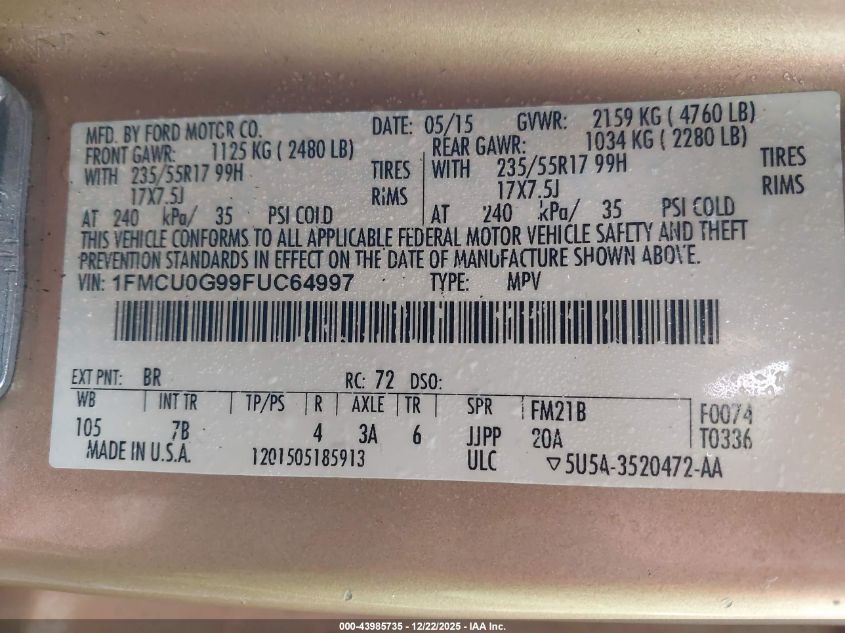 MFD. BY FORD MOTOR CO. DATE: 05/15 GVWR: 2159 KG ( 4760 LB)
FRONT GAWR: 1125 KG ( 2480 LB) REAR GAWR: 1034 KG ( 2280 LB)
WITH 235/55R17 99H TIRES WITH 235/55R17 99H TIRES
17X7.5J RIMS 17X7.5J RIMS
AT 240 kPa/ 35 PSI COLD AT 240 kPa/ 35 PSI COLD
THIS VEHICLE CONFORMS TO ALL APPLICABLE FEDERAL MOTOR VEHICLE SAFETY AND THEFT
PREVENTION STANDARDS IN EFFECT ON THE DATE OF MANUFACTURE SHOWN ABOVE.
VIN: 1FMCU0G99FUC64997 TYPE: MPV
EXT PNT: BR RC: 72 DSO:
WB INT TR TP/PS R AXLE TR SPR FM21B F0074
105 7B 4 3A 6 JJPP 20A T0336
MADE IN U.S.A. 1201505185913 ULC ▽5U5A-3520472-AA
000-43985735 - 12/22/2025 - IAA Inc.